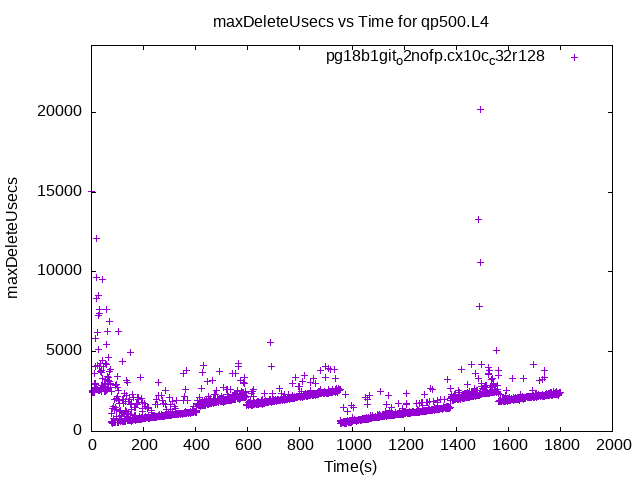 maxDeleteUsecs vs Time for qp500.L4
pg18b1git_o2nofp.cx10c_c32r128
maxDeleteUsecs
20000
15000
10000
5000
0
0 200 400 600 800 1000 1200 1400 1600 1800 2000
Time(s)